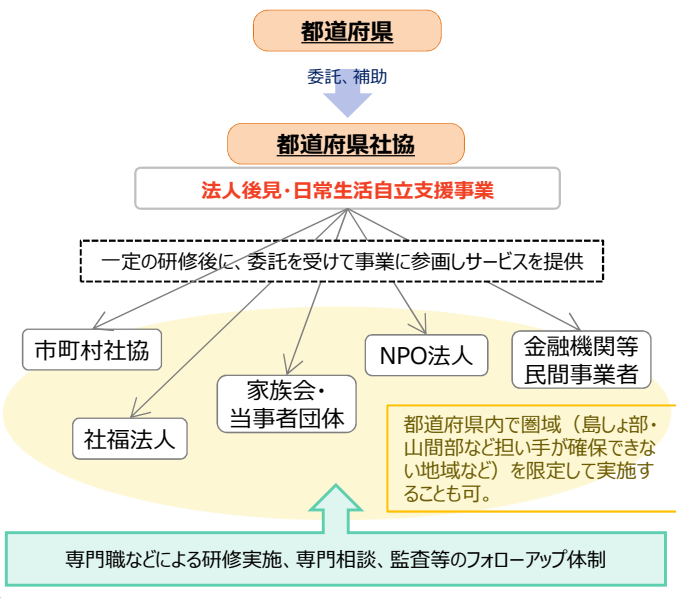 都道府県
委託、補助
都道府県社協
法人後見・日常生活自立支援事業
一定の研修後に、委託を受けて事業に参画しサービスを提供
市町村社協
社福法人
家族会・
当事者団体
NPO法人
金融機関等
民間事業者
都道府県内で圏域（島しょ部・
山間部など担い手が確保できな
い地域など）を限定して実施す
ることも可。
専門職などによる研修実施、専門相談、監査等のフォローアップ体制